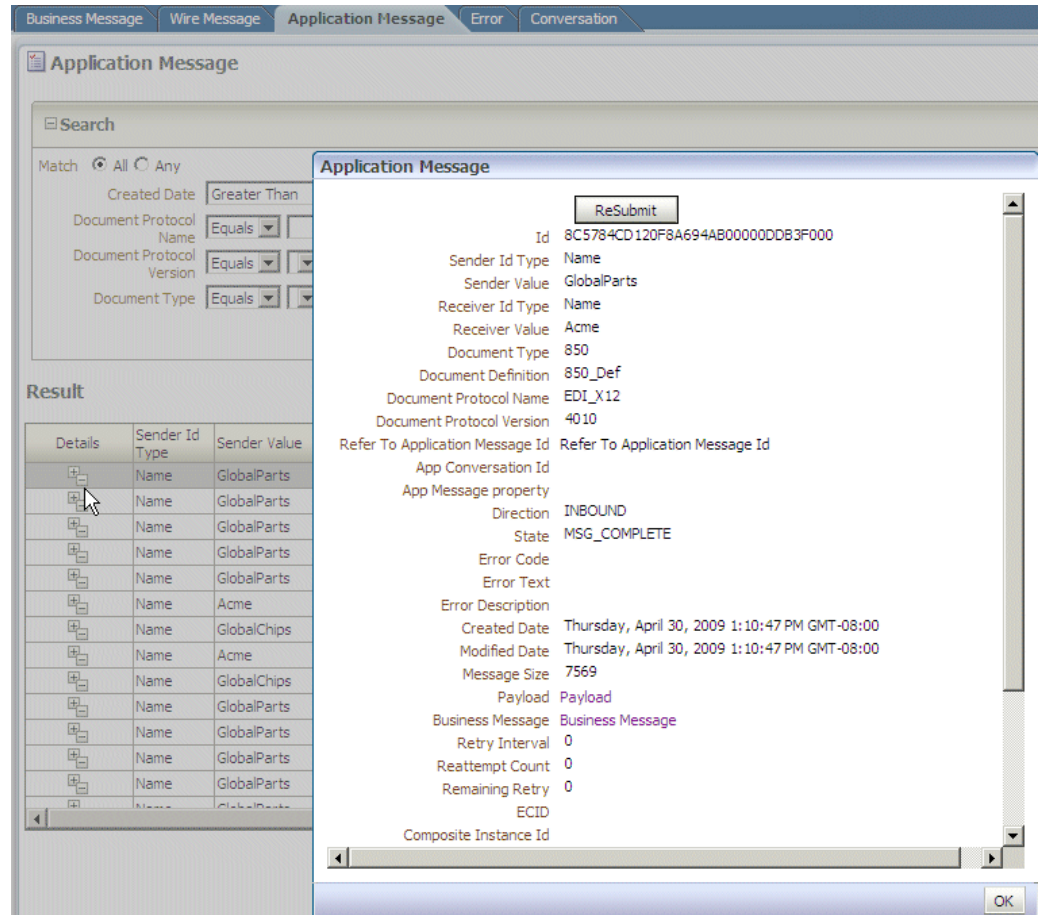 Business Message Wire Message Application Message Error Conversation
Application Message
Search
Match All Any
Created Date Greater Than
Document Protocol Name Equals
Document Protocol Version Equals
Document Type Equals
Result
Details Sender Id Type Sender Value
Name GlobalParts
Name GlobalParts
Name GlobalParts
Name GlobalParts
Name GlobalParts
Name Acme
Name GlobalChips
Name Acme
Name GlobalChips
Name GlobalParts
Name GlobalParts
Name GlobalParts
Name GlobalParts
Name GlobalParts
Application Message
ReSubmit
Id 8C5784CD120F8A694AB00000DDB3F000
Sender Id Type Name
Sender Value GlobalParts
Receiver Id Type Name
Receiver Value Acme
Document Type 850
Document Definition 850_Def
Document Protocol Name EDI_X12
Document Protocol Version 4010
Refer To Application Message Id Refer To Application Message Id
App Conversation Id
App Message property
Direction INBOUND
State MSG_COMPLETE
Error Code
Error Text
Error Description
Created Date Thursday, April 30, 2009 1:10:47 PM GMT-08:00
Modified Date Thursday, April 30, 2009 1:10:47 PM GMT-08:00
Message Size 7569
Payload Payload
Business Message Business Message
Retry Interval 0
Reattempt Count 0
Remaining Retry 0
ECID
Composite Instance Id
OK